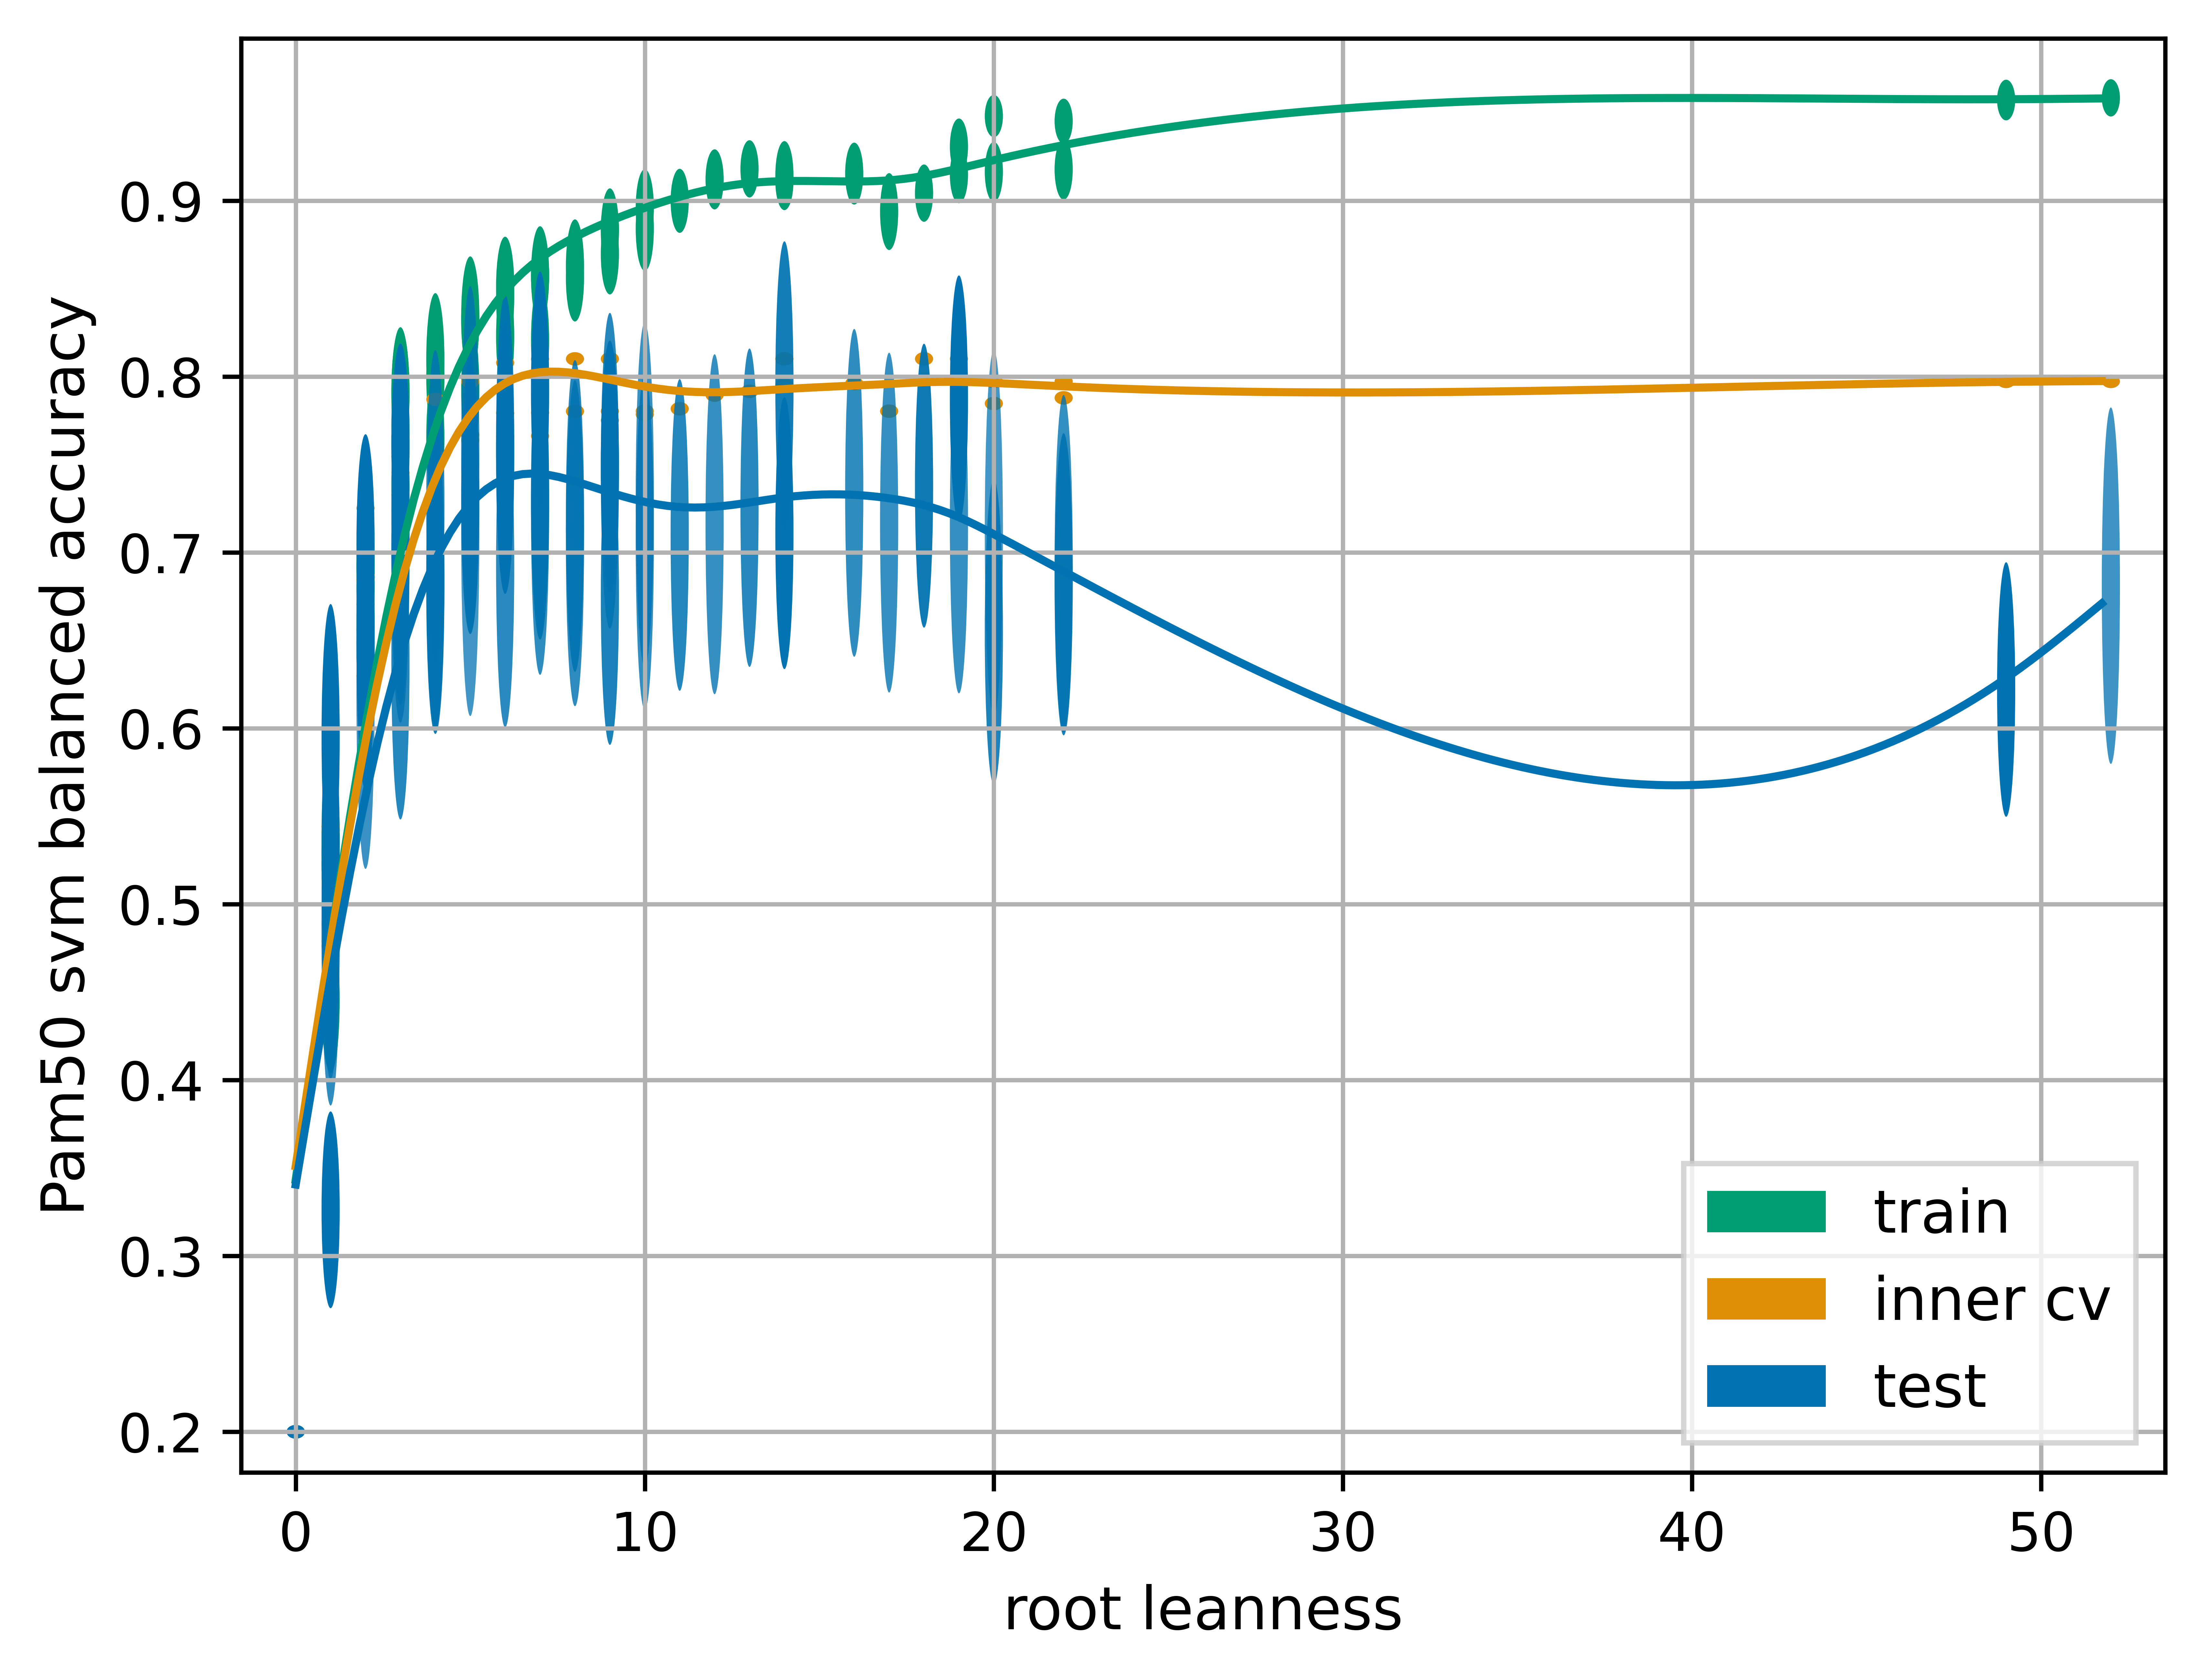 Pam50 svm balanced accuracy
0.9
0.8
0.7
0.6
0.5
0.4
0.3
0.2
0 10 20 30 40 50
root leanness
train
inner cv
test